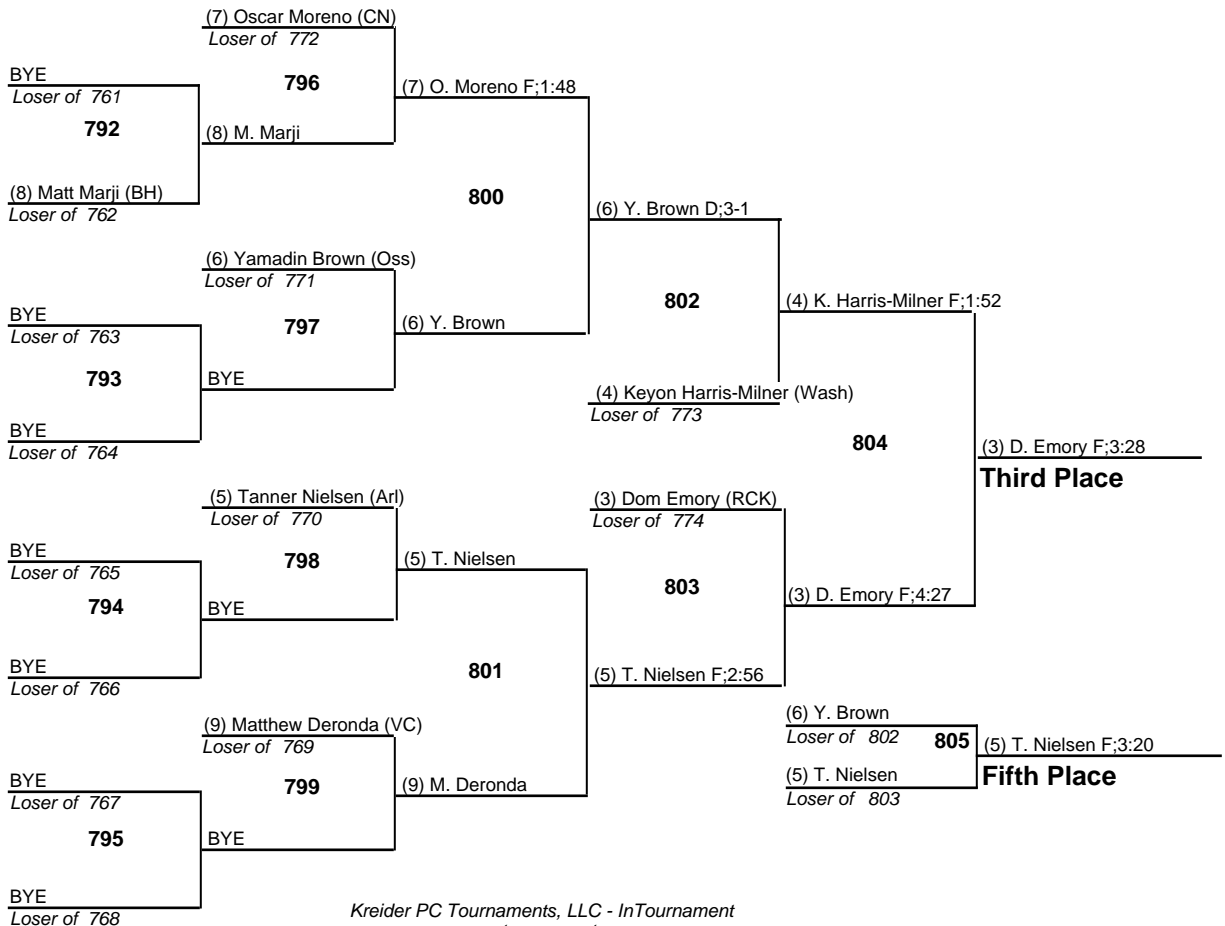 (7) Oscar Moreno (CN)
Loser of 772
BYE
Loser of 761
796
(7) O. Moreno F;1:48
792
(8) M. Marji
(8) Matt Marji (BH)
Loser of 762
800
(6) Y. Brown D;3-1
(6) Yamadin Brown (Oss)
Loser of 771
802
(4) K. Harris-Milner F;1:52
BYE
Loser of 763
797
(6) Y. Brown
793
BYE
(4) Keyon Harris-Milner (Wash)
Loser of 773
BYE
Loser of 764
804
(3) D. Emory F;3:28
Third Place
(5) Tanner Nielsen (Arl)
Loser of 770
(3) Dom Emory (RCK)
Loser of 774
BYE
Loser of 765
798
(5) T. Nielsen
803
794
BYE
(3) D. Emory F;4:27
BYE
Loser of 766
801
(5) T. Nielsen F;2:56
(9) Matthew Deronda (VC)
Loser of 769
(6) Y. Brown
Loser of 802
805
(5) T. Nielsen F;3:20
Fifth Place
BYE
Loser of 767
799
(9) M. Deronda
(5) T. Nielsen
Loser of 803
795
BYE
BYE
Loser of 768
Kreider PC Tournaments, LLC - InTournament